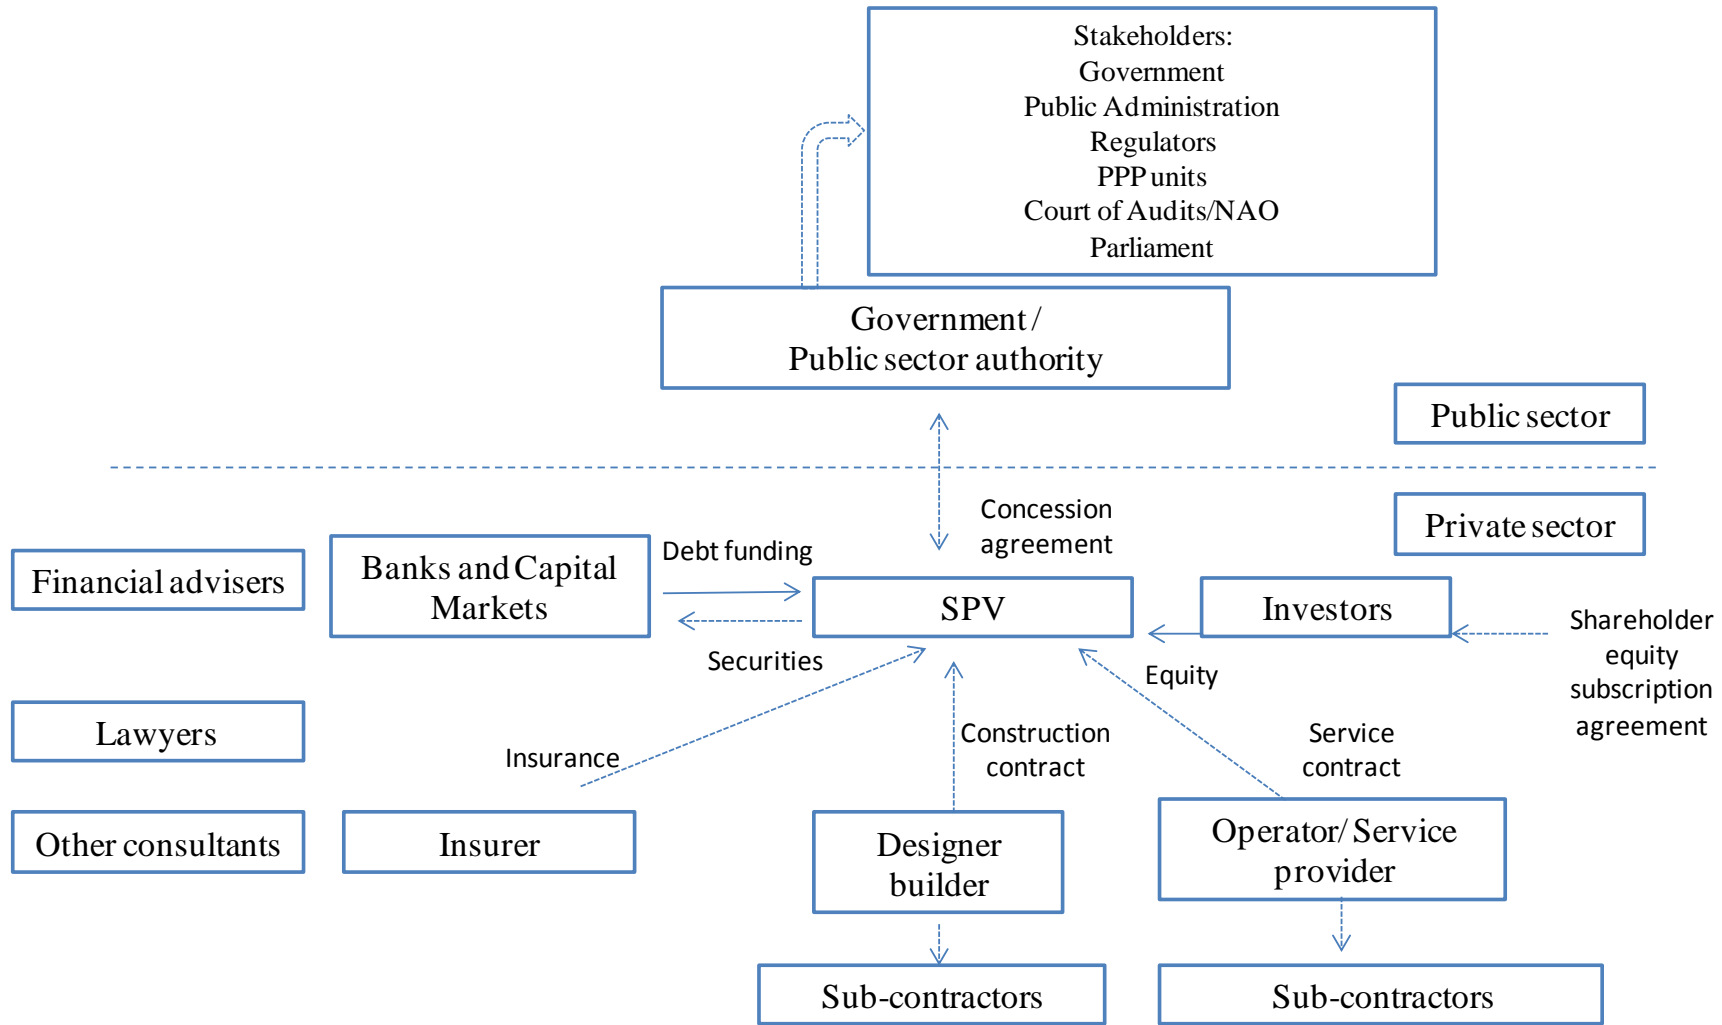 Stakeholders:
Government
Public Administration
Regulators
PPP units
Court of Audits/NAO
Parliament
Government /
Public sector authority
Public sector
Private sector
Concession
agreement
Financial advisers
Banks and Capital
Markets
Debt funding
SPV
Investors
Shareholder
equity
subscription
agreement
Securities
Equity
Lawyers
Insurance
Construction
contract
Service
contract
Other consultants
Insurer
Designer
builder
Operator/ Service
provider
Sub-contractors
Sub-contractors